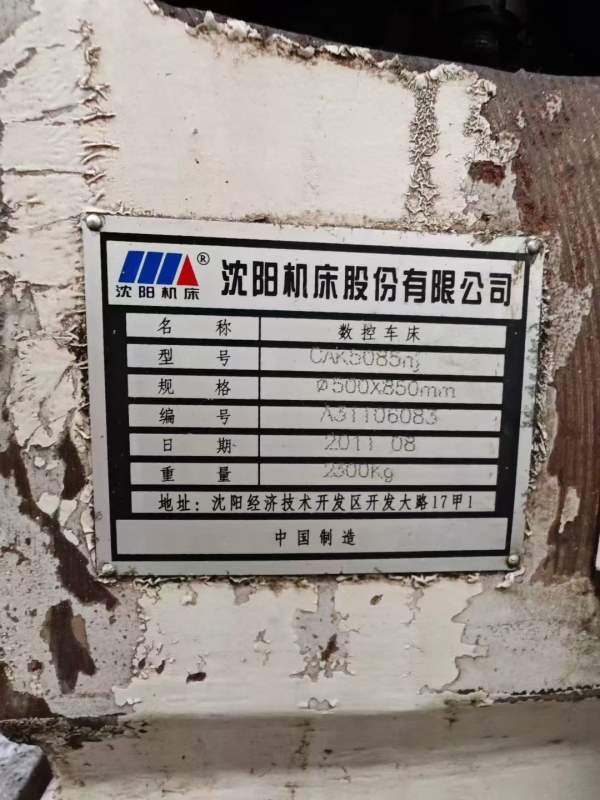 沈阳机床® 沈阳机床股份有限公司
名称 数控车床
型号 CAK5085nj
规格 Ø500X850mm
编号 A31106083
日期 2011 08
重量 2300Kg
地址：沈阳经济技术开发区开发大路17甲1
中国制造